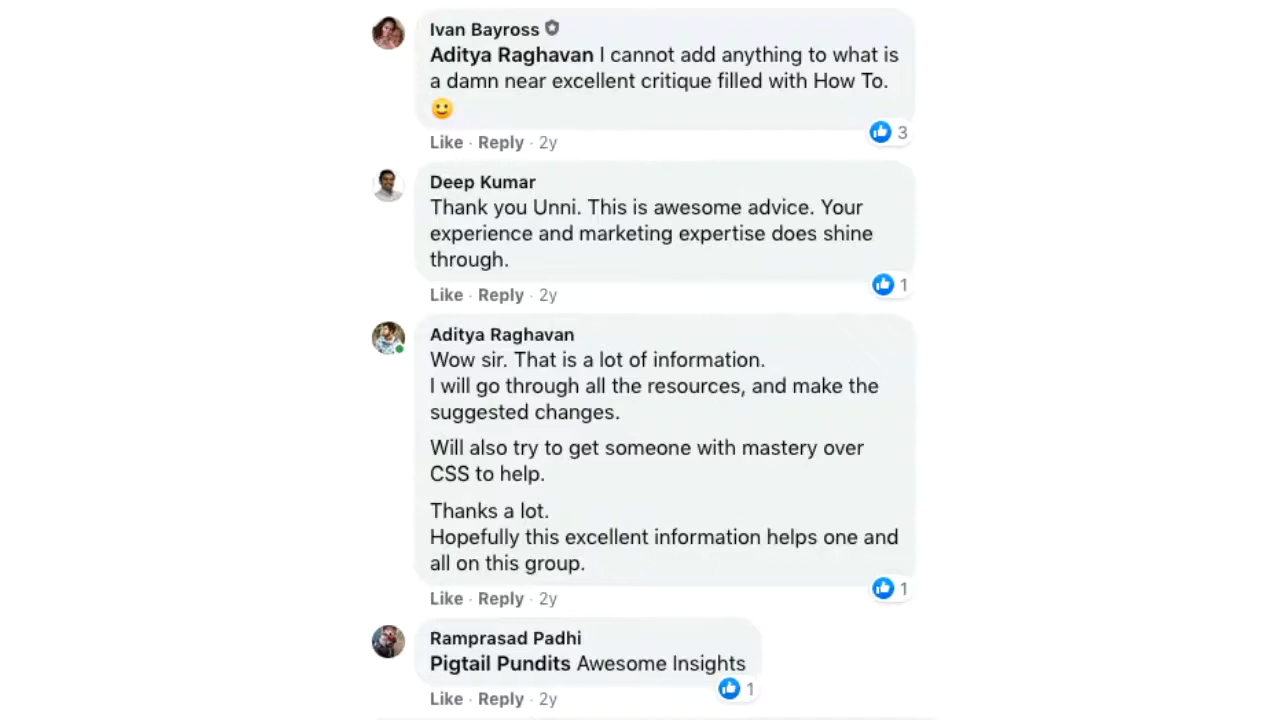 Ivan Bayross
Aditya Raghavan I cannot add anything to what is
a damn near excellent critique filled with How To.
🙂
3
Like · Reply · 2y
Deep Kumar
Thank you Unni. This is awesome advice. Your
experience and marketing expertise does shine
through.
1
Like · Reply · 2y
Aditya Raghavan
Wow sir. That is a lot of information.
I will go through all the resources, and make the
suggested changes.
Will also try to get someone with mastery over
CSS to help.
Thanks a lot.
Hopefully this excellent information helps one and
all on this group.
1
Like · Reply · 2y
Ramprasad Padhi
Pigtail Pundits Awesome Insights
1
Like · Reply · 2y